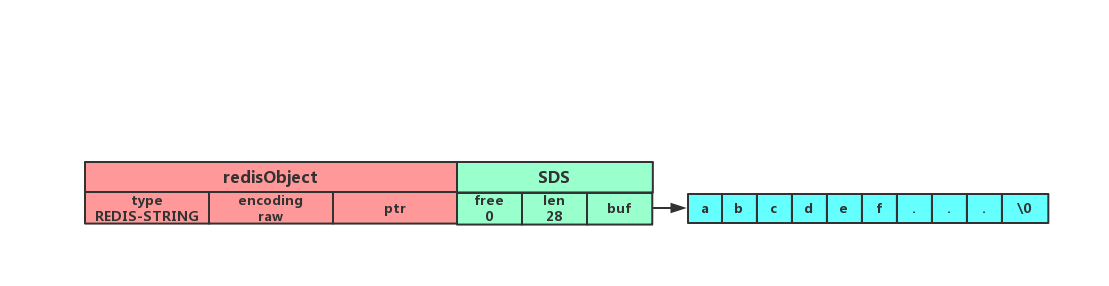 redisObject SDS
type encoding ptr free len buf
REDIS-STRING raw 0 28
a b c d e f . . . \0